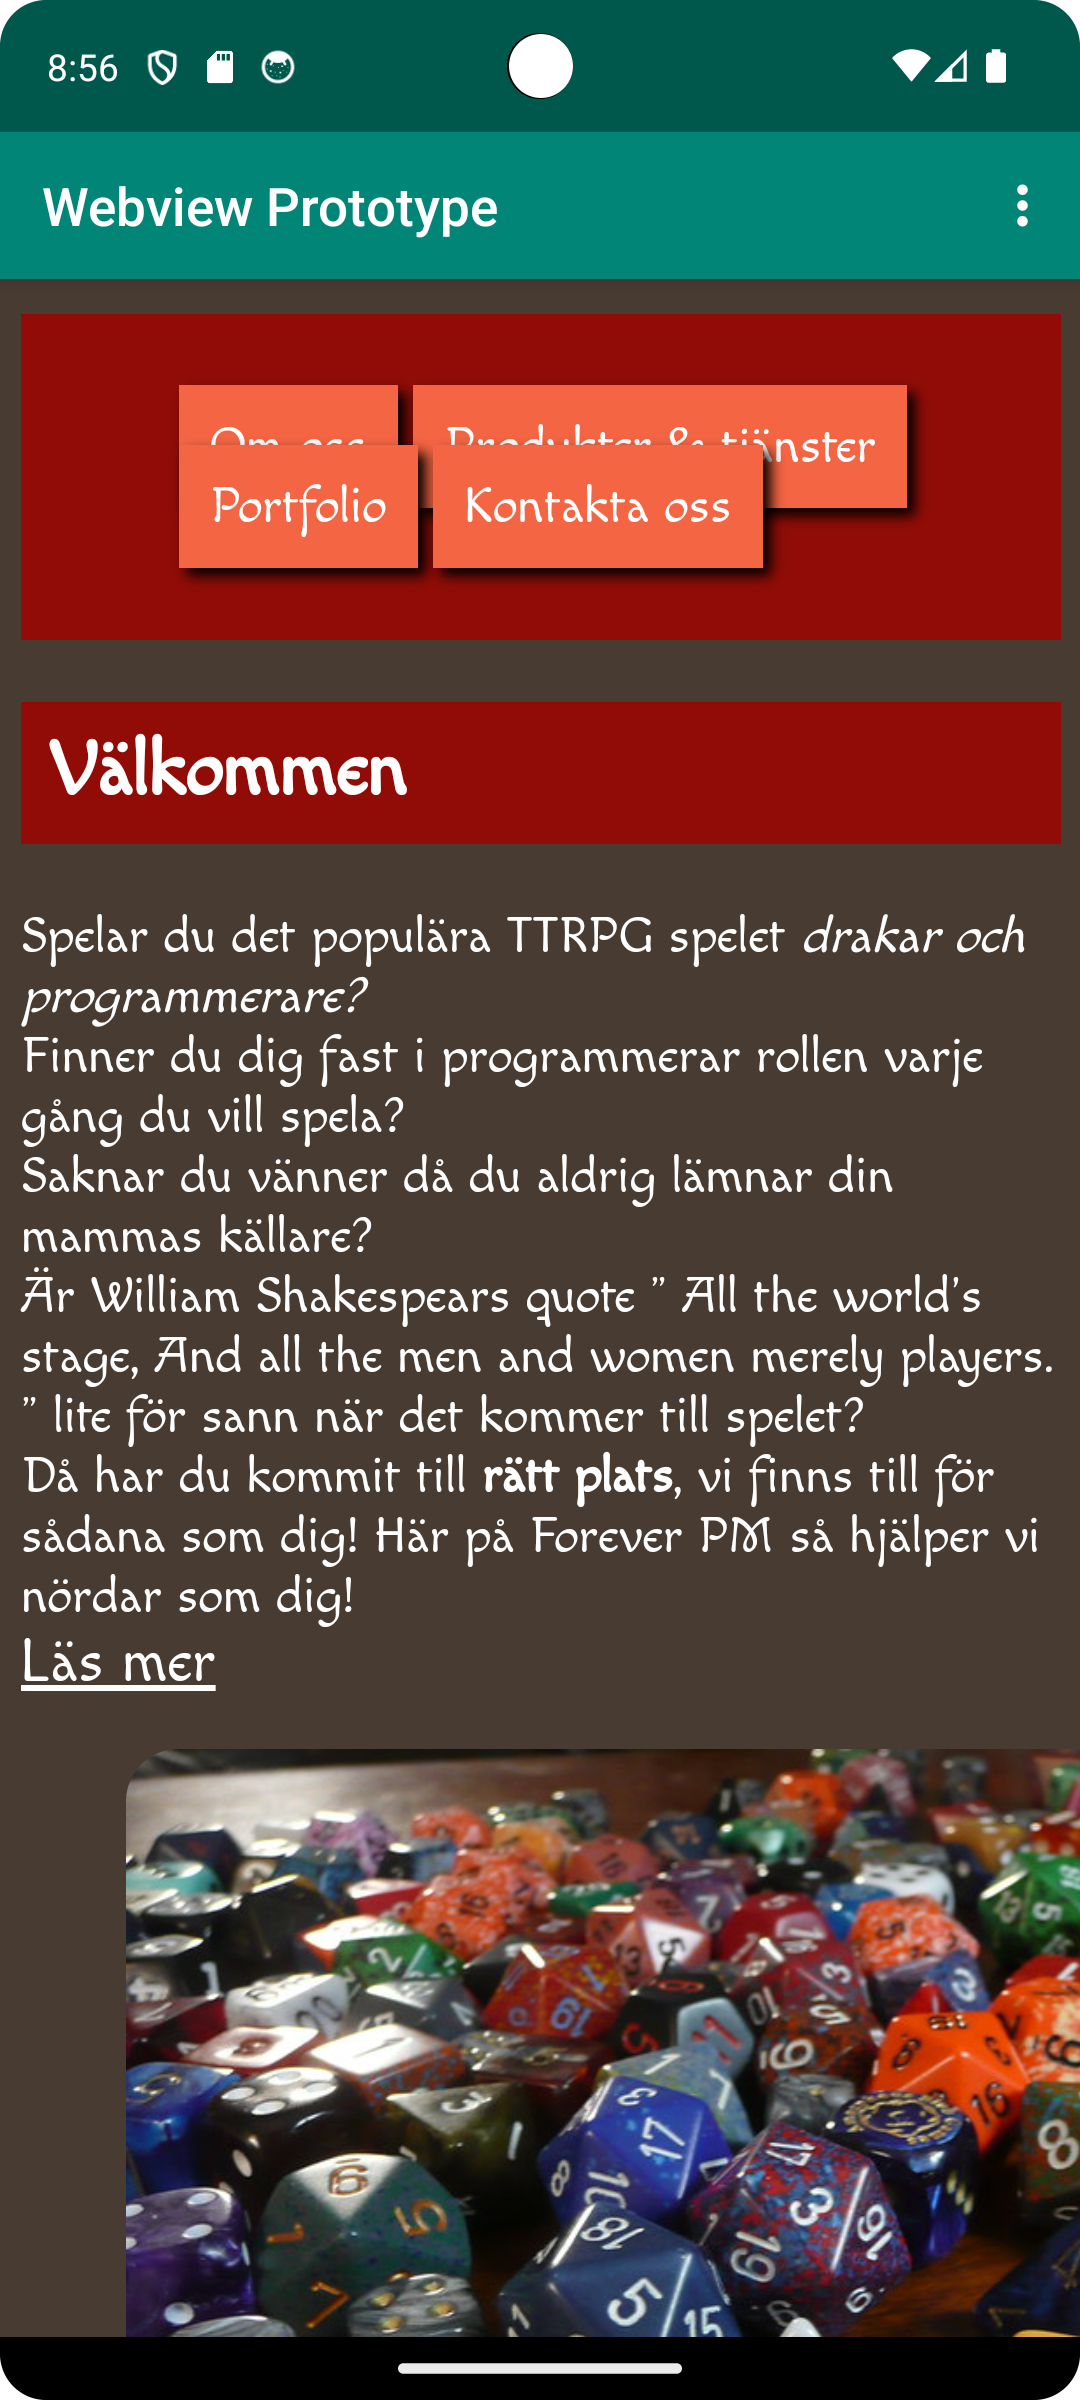 8:56
Webview Prototype
Om oss Produkter & tjänster
Portfolio Kontakta oss
Välkommen
Spelar du det populära TTRPG spelet drakar och
programmerare?
Finner du dig fast i programmerar rollen varje
gång du vill spela?
Saknar du vänner då du aldrig lämnar din
mammas källare?
Är William Shakespears quote ” All the world's
stage, And all the men and women merely players.
” lite för sann när det kommer till spelet?
Då har du kommit till rätt plats, vi finns till för
sådana som dig! Här på Forever PM så hjälper vi
nördar som dig!
Läs mer